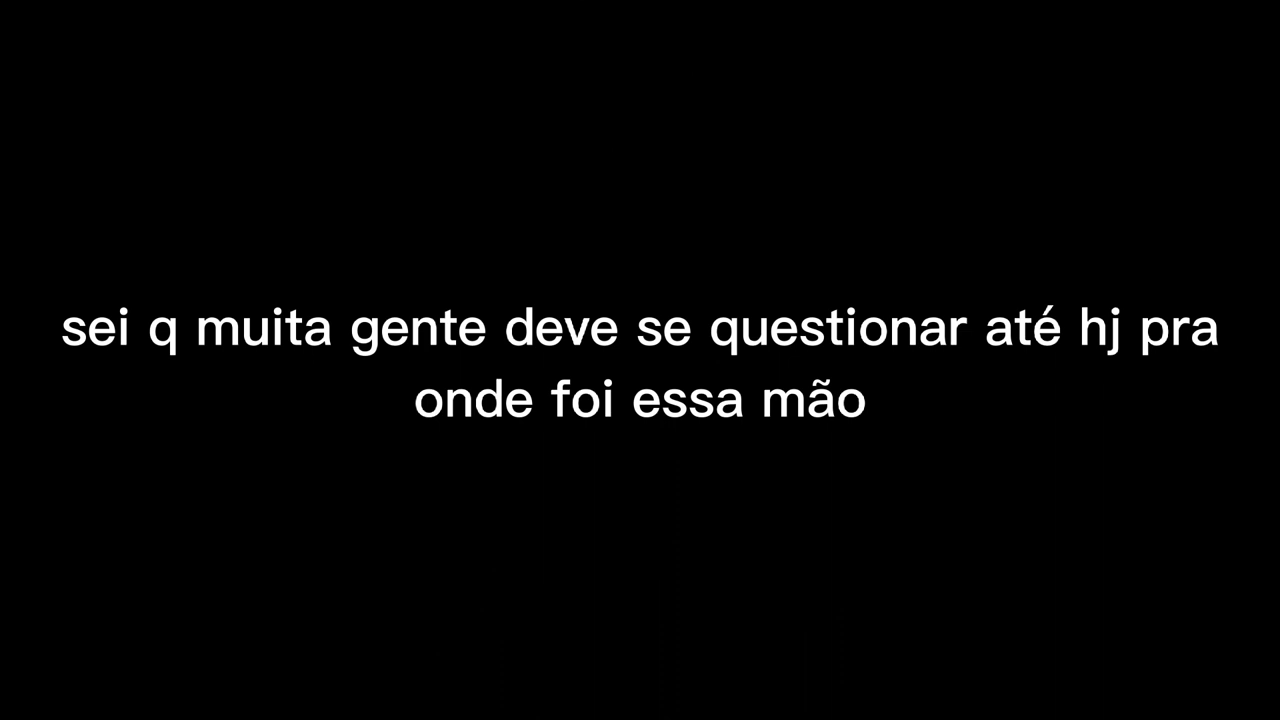 sei q muita gente deve se questionar até hj pra
onde foi essa mão